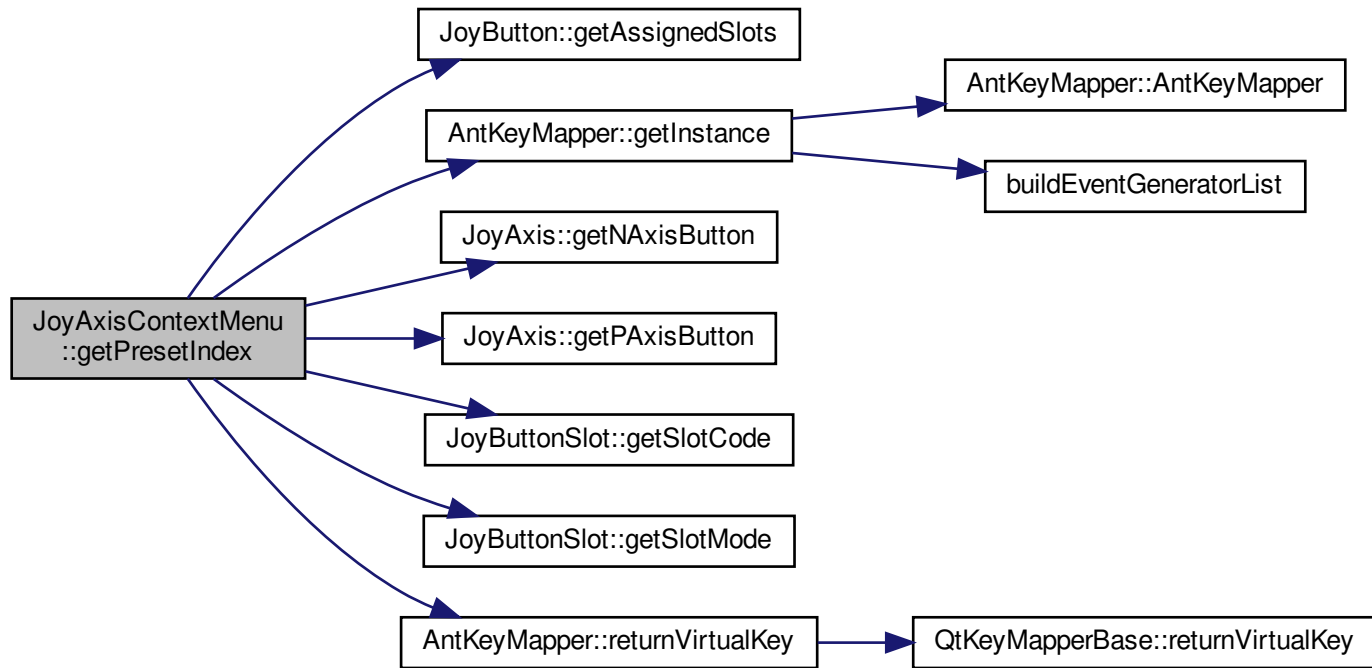 JoyButton::getAssignedSlots
AntKeyMapper::AntKeyMapper
AntKeyMapper::getInstance
buildEventGeneratorList
JoyAxis::getNAxisButton
JoyAxisContextMenu
::getPresetIndex
JoyAxis::getPAxisButton
JoyButtonSlot::getSlotCode
JoyButtonSlot::getSlotMode
AntKeyMapper::returnVirtualKey
QtKeyMapperBase::returnVirtualKey